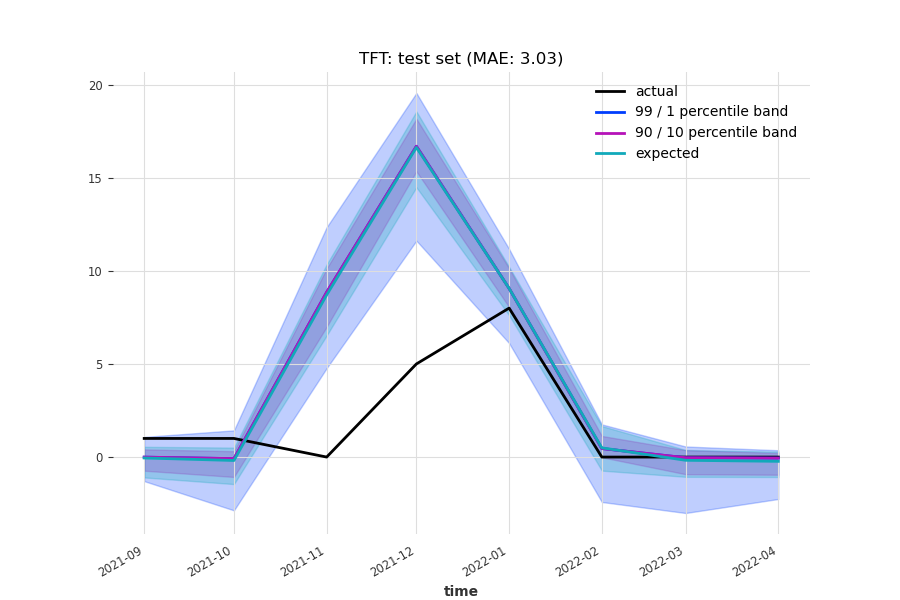 TFT: test set (MAE: 3.03)
actual
99 / 1 percentile band
90 / 10 percentile band
expected
20
15
10
5
0
2021-09
2021-10
2021-11
2021-12
2022-01
2022-02
2022-03
2022-04
time